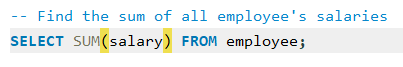 -- Find the sum of all employee's salaries
SELECT SUM(salary) FROM employee;